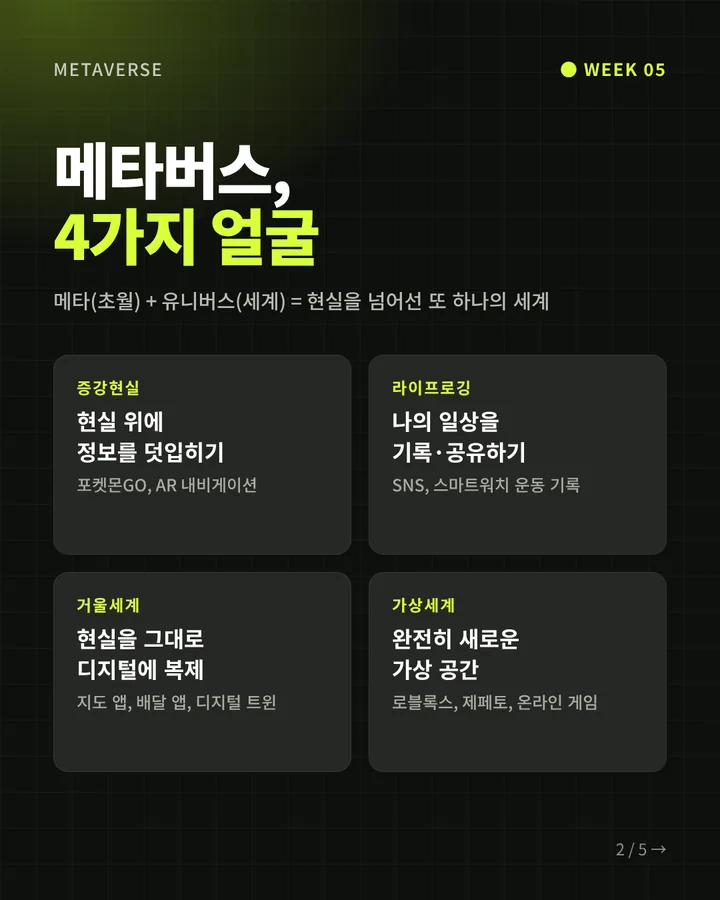 METAVERSE
● WEEK 05
메타버스,
4가지 얼굴
메타(초월) + 유니버스(세계) = 현실을 넘어선 또 하나의 세계
증강현실
현실 위에
정보를 덧입히기
포켓몬GO, AR 내비게이션
라이프로깅
나의 일상을
기록·공유하기
SNS, 스마트워치 운동 기록
거울세계
현실을 그대로
디지털에 복제
지도 앱, 배달 앱, 디지털 트윈
가상세계
완전히 새로운
가상 공간
로블록스, 제페토, 온라인 게임
2 / 5 →